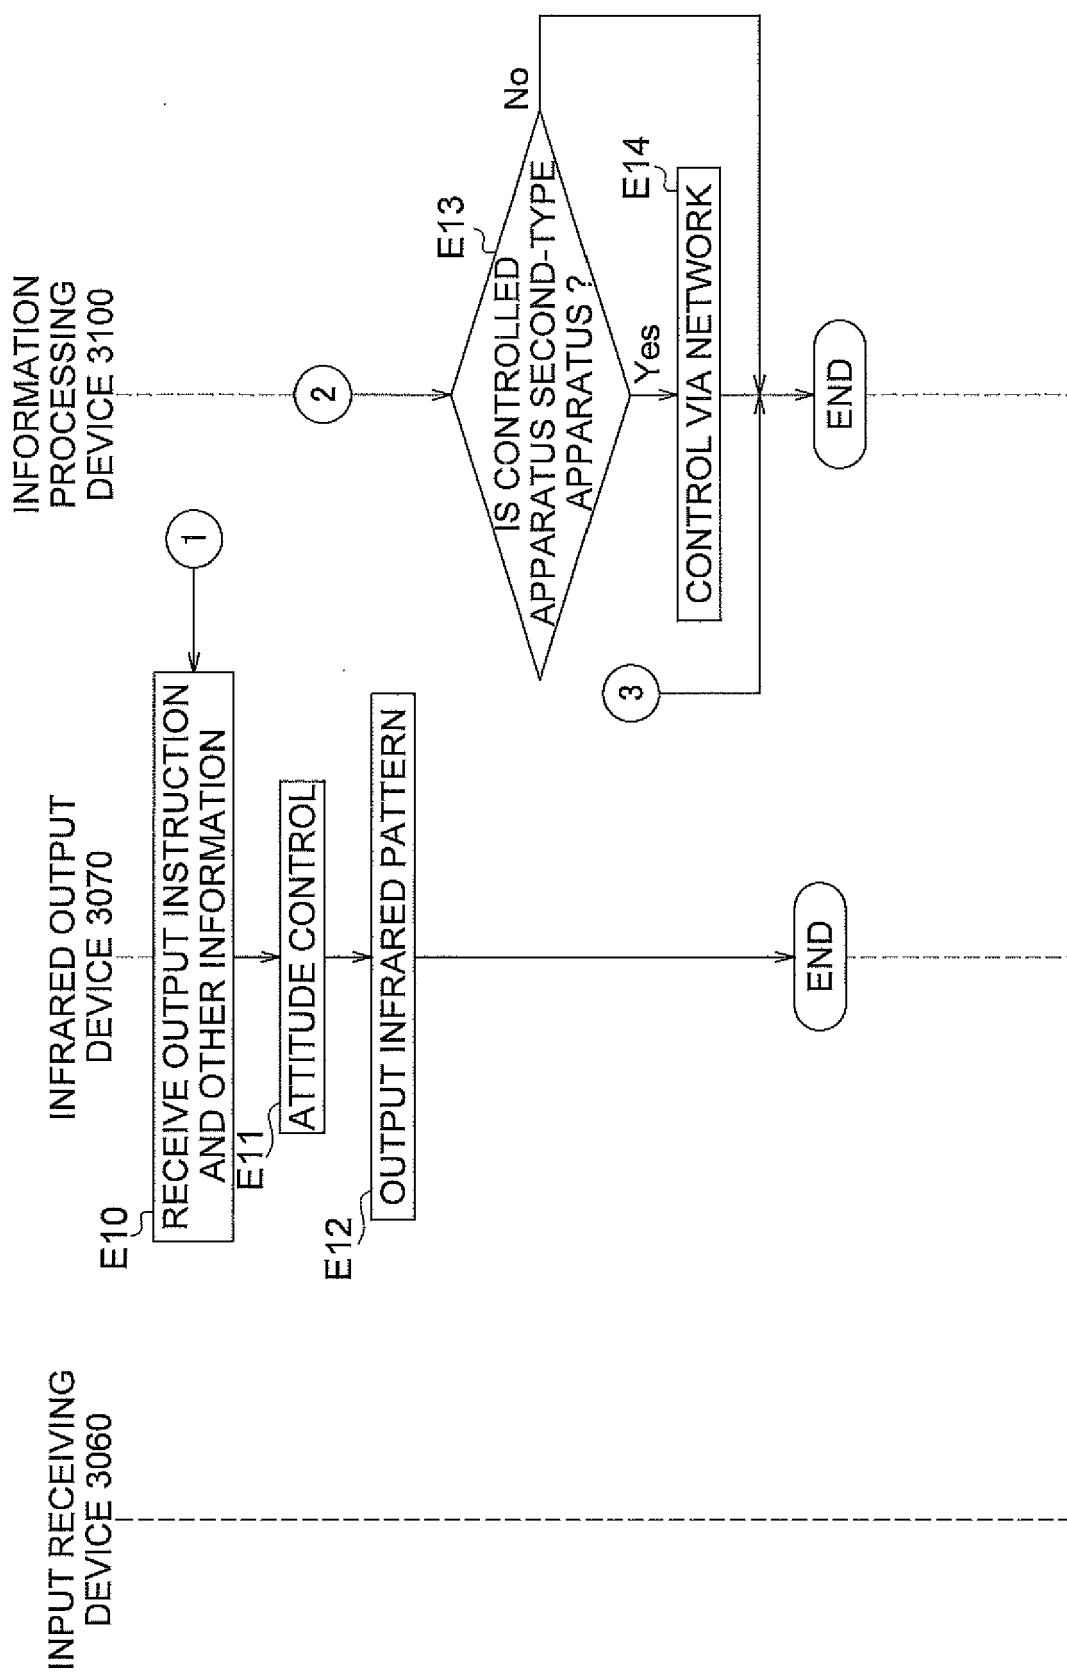 INPUT RECEIVING
DEVICE 3060
INFRARED OUTPUT
DEVICE 3070
INFORMATION
PROCESSING
DEVICE 3100
E10
RECEIVE OUTPUT INSTRUCTION
AND OTHER INFORMATION
1
E11
ATTITUDE CONTROL
E12
OUTPUT INFRARED PATTERN
END
2
E13
IS CONTROLLED
APPARATUS SECOND-TYPE
APPARATUS ?
No
Yes
E14
CONTROL VIA NETWORK
3
END